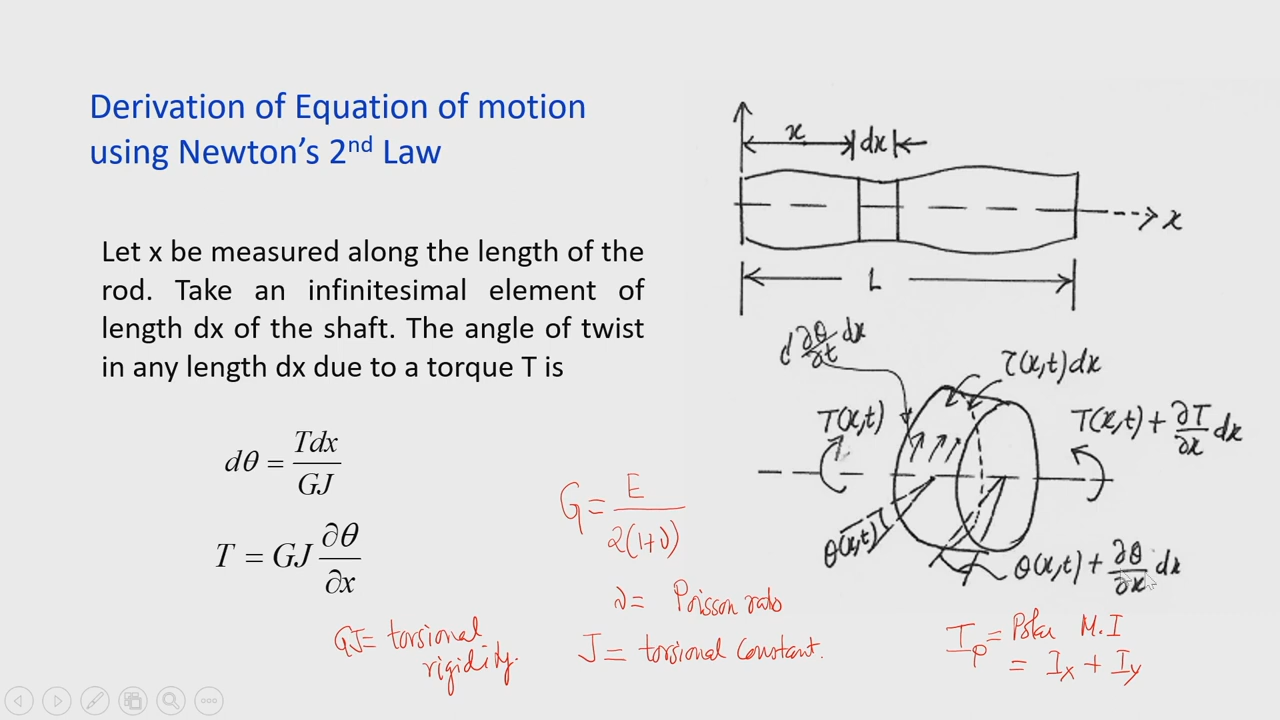 Derivation of Equation of motion
using Newton's 2nd Law
Let x be measured along the length of the
rod. Take an infinitesimal element of
length dx of the shaft. The angle of twist
in any length dx due to a torque T is
dθ = Tdx / GJ
T = GJ ∂θ/∂x
GJ = torsional
rigidity.
G = E / 2(1+ν)
ν = Poisson ratio
J = torsional Constant.
x dx
x
L
d ∂θ/∂t dx
τ(x,t)dx
T(x,t)
T(x,t) + ∂T/∂x dx
θ(x,t)
θ(x,t) + ∂θ/∂x dx
Ip = Polar M.I
= Ix + Iy